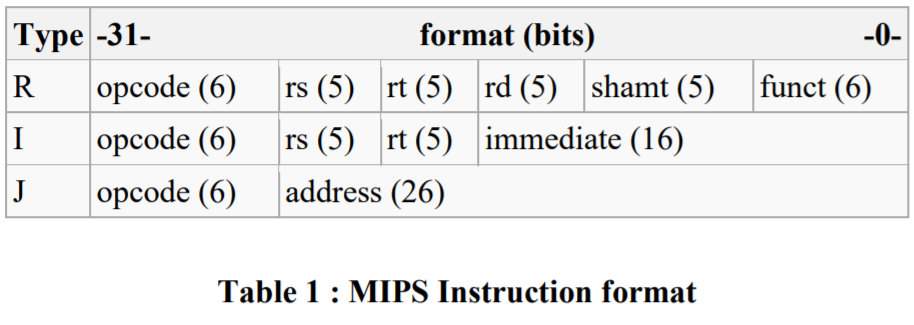 Type -31- format (bits) -0-
R opcode (6) rs (5) rt (5) rd (5) shamt (5) funct (6)
I opcode (6) rs (5) rt (5) immediate (16)
J opcode (6) address (26)
Table 1 : MIPS Instruction format